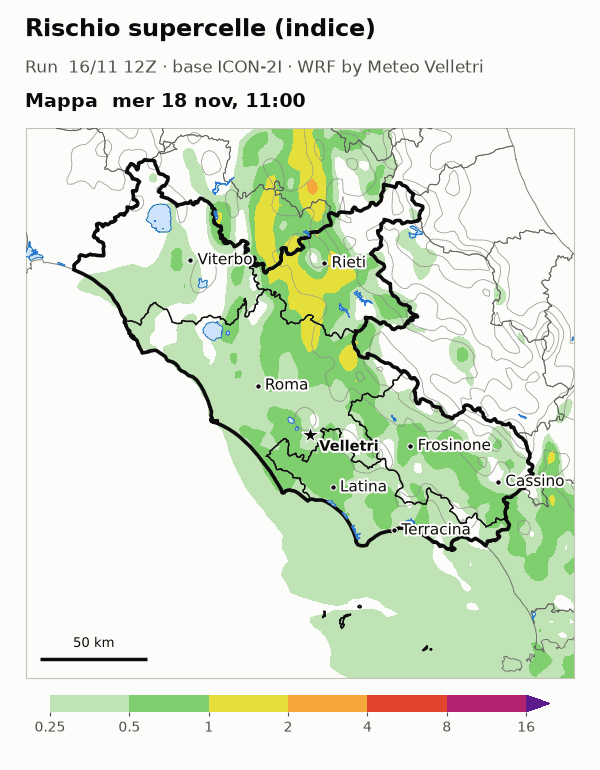 Rischio supercelle (indice)
Run 16/11 12Z · base ICON-2I · WRF by Meteo Velletri
Mappa mer 18 nov, 11:00
Viterbo
Rieti
Roma
Velletri
Frosinone
Cassino
Latina
Terracina
50 km
0.25 0.5 1 2 4 8 16